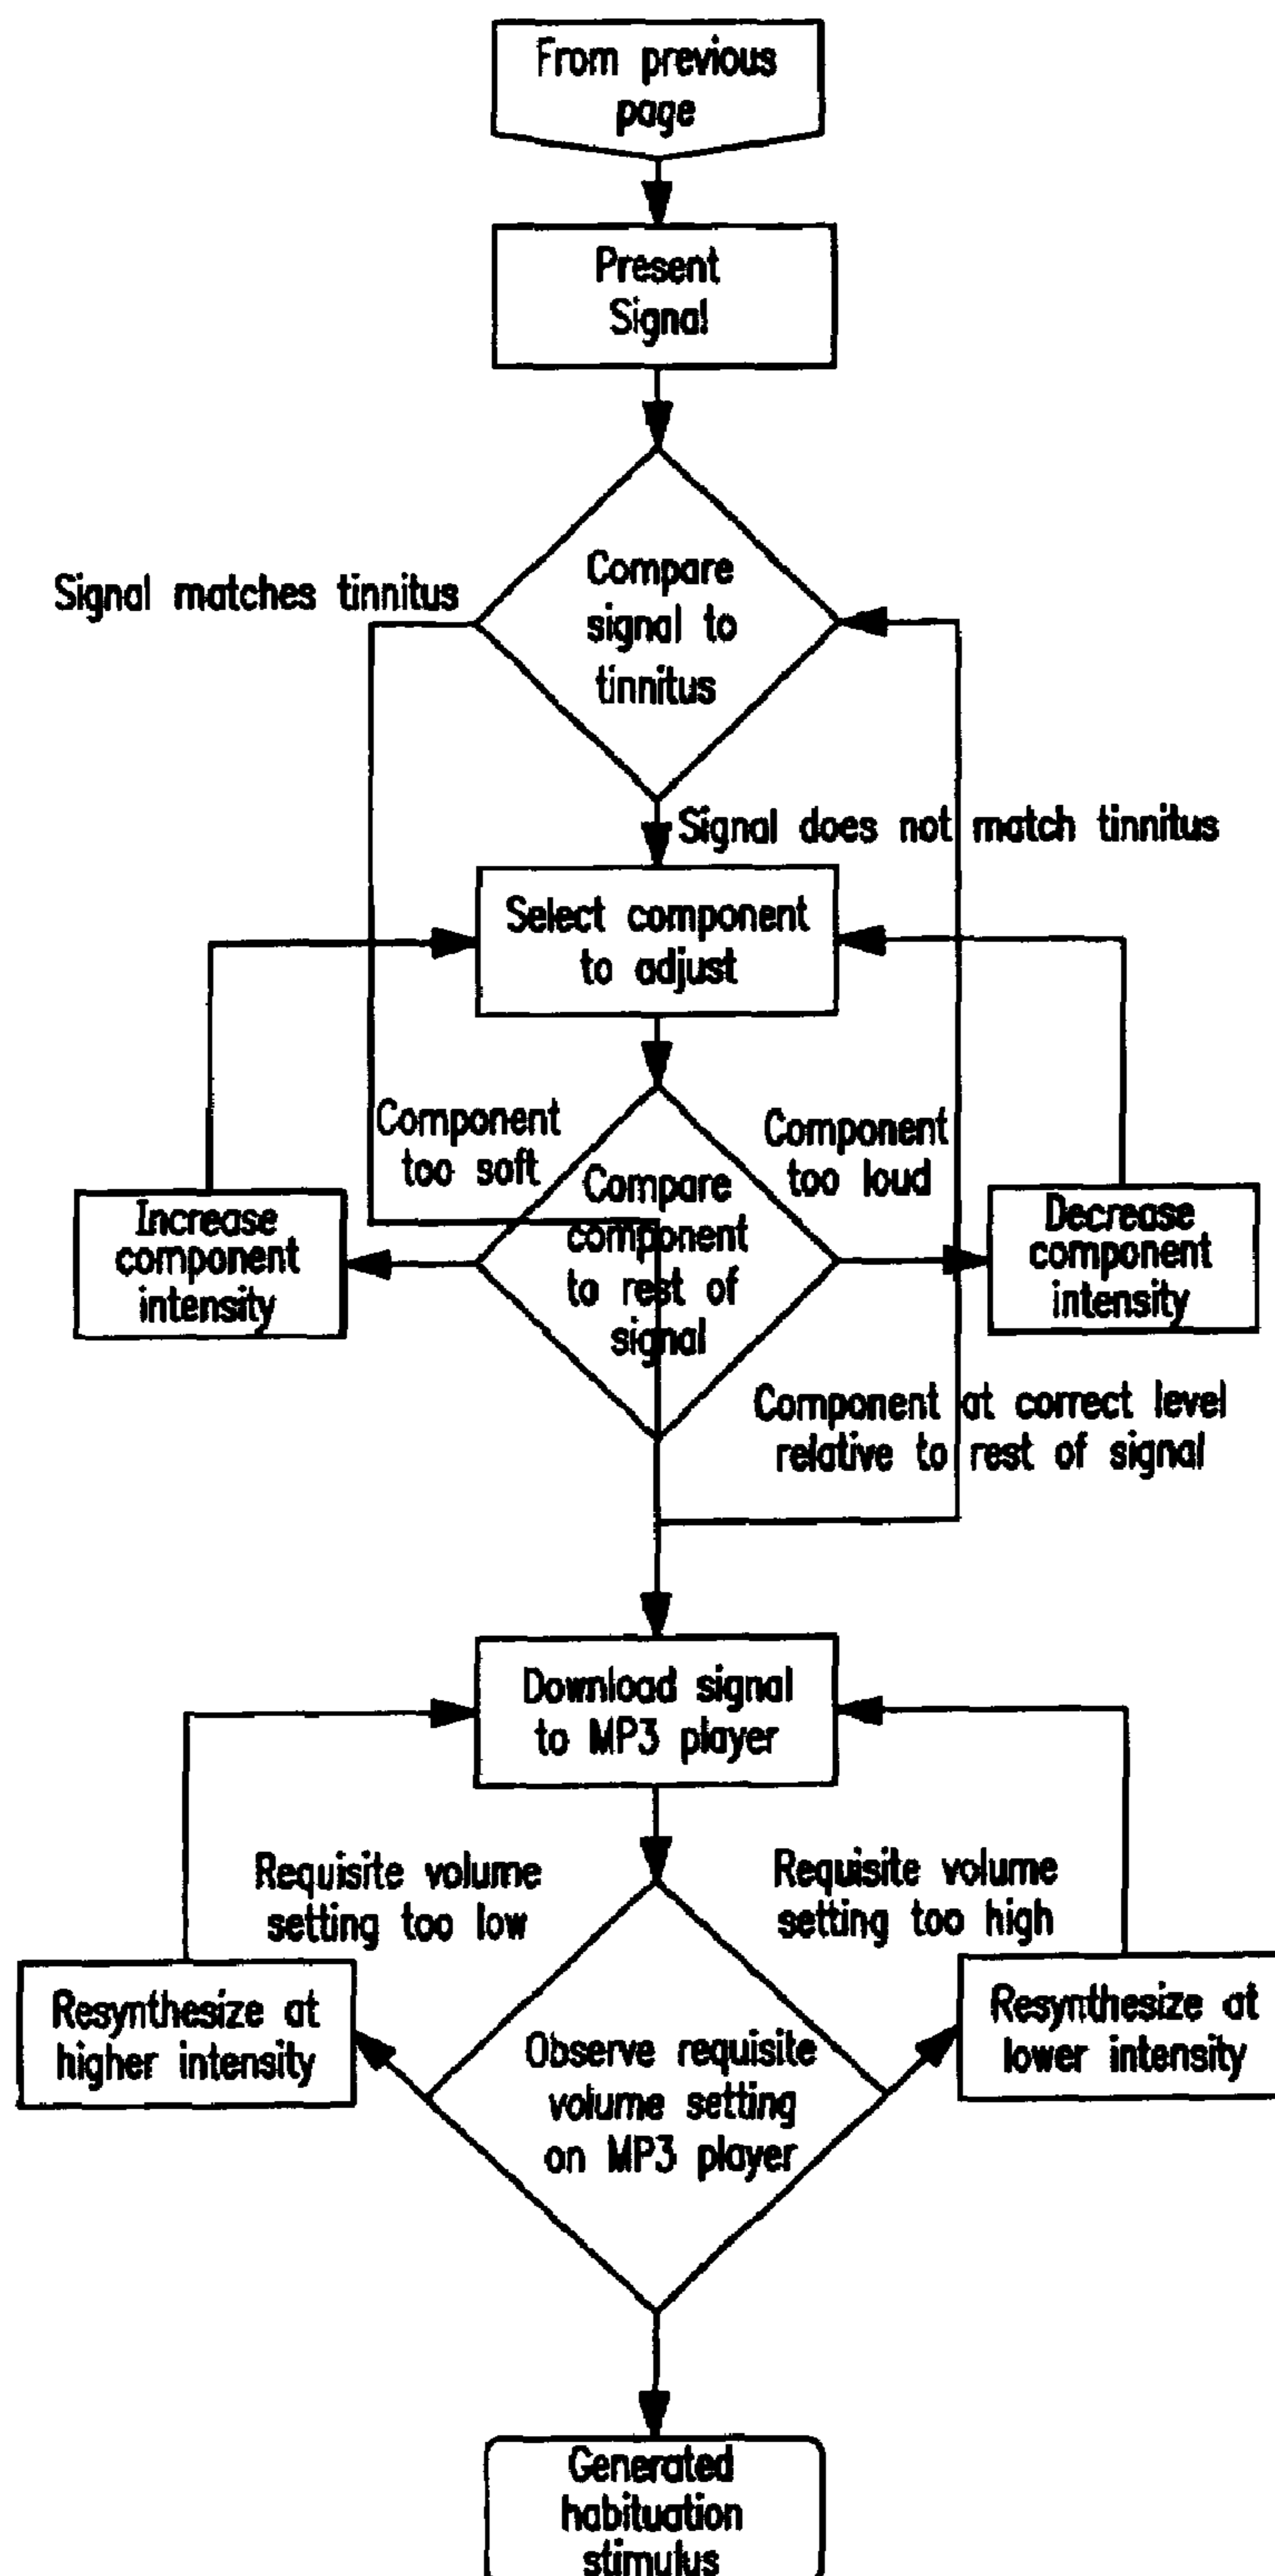 From previous
page
Present
Signal
Compare
signal to
tinnitus
Signal matches tinnitus
Signal does not match tinnitus
Select component
to adjust
Component
too soft
Component
too loud
Compare
component
to rest of
signal
Increase
component
intensity
Decrease
component
intensity
Component at correct level
relative to rest of signal
Download signal
to MP3 player
Requisite volume
setting too low
Requisite volume
setting too high
Resynthesize at
higher intensity
Resynthesize at
lower intensity
Observe requisite
volume setting
on MP3 player
Generated
habituation
stimulus